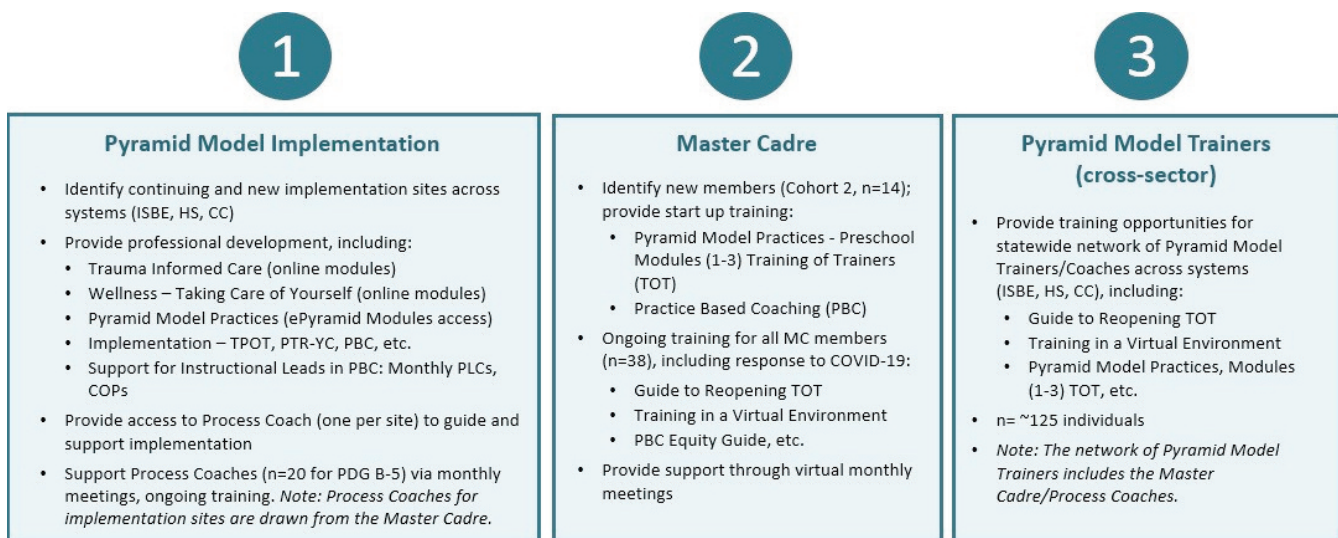 1
Pyramid Model Implementation
• Identify continuing and new implementation sites across
systems (ISBE, HS, CC)
• Provide professional development, including:
• Trauma Informed Care (online modules)
• Wellness – Taking Care of Yourself (online modules)
• Pyramid Model Practices (ePyramid Modules access)
• Implementation – TPOT, PTR-YC, PBC, etc.
• Support for Instructional Leads in PBC: Monthly PLCs,
COPs
• Provide access to Process Coach (one per site) to guide and
support implementation
• Support Process Coaches (n=20 for PDG B-5) via monthly
meetings, ongoing training. Note: Process Coaches for
implementation sites are drawn from the Master Cadre.
2
Master Cadre
• Identify new members (Cohort 2, n=14);
provide start up training:
• Pyramid Model Practices - Preschool
Modules (1-3) Training of Trainers
(TOT)
• Practice Based Coaching (PBC)
• Ongoing training for all MC members
(n=38), including response to COVID-19:
• Guide to Reopening TOT
• Training in a Virtual Environment
• PBC Equity Guide, etc.
• Provide support through virtual monthly
meetings
3
Pyramid Model Trainers
(cross-sector)
• Provide training opportunities for
statewide network of Pyramid Model
Trainers/Coaches across systems
(ISBE, HS, CC), including:
• Guide to Reopening TOT
• Training in a Virtual Environment
• Pyramid Model Practices, Modules
(1-3) TOT, etc.
• n= ~125 individuals
• Note: The network of Pyramid Model
Trainers includes the Master
Cadre/Process Coaches.